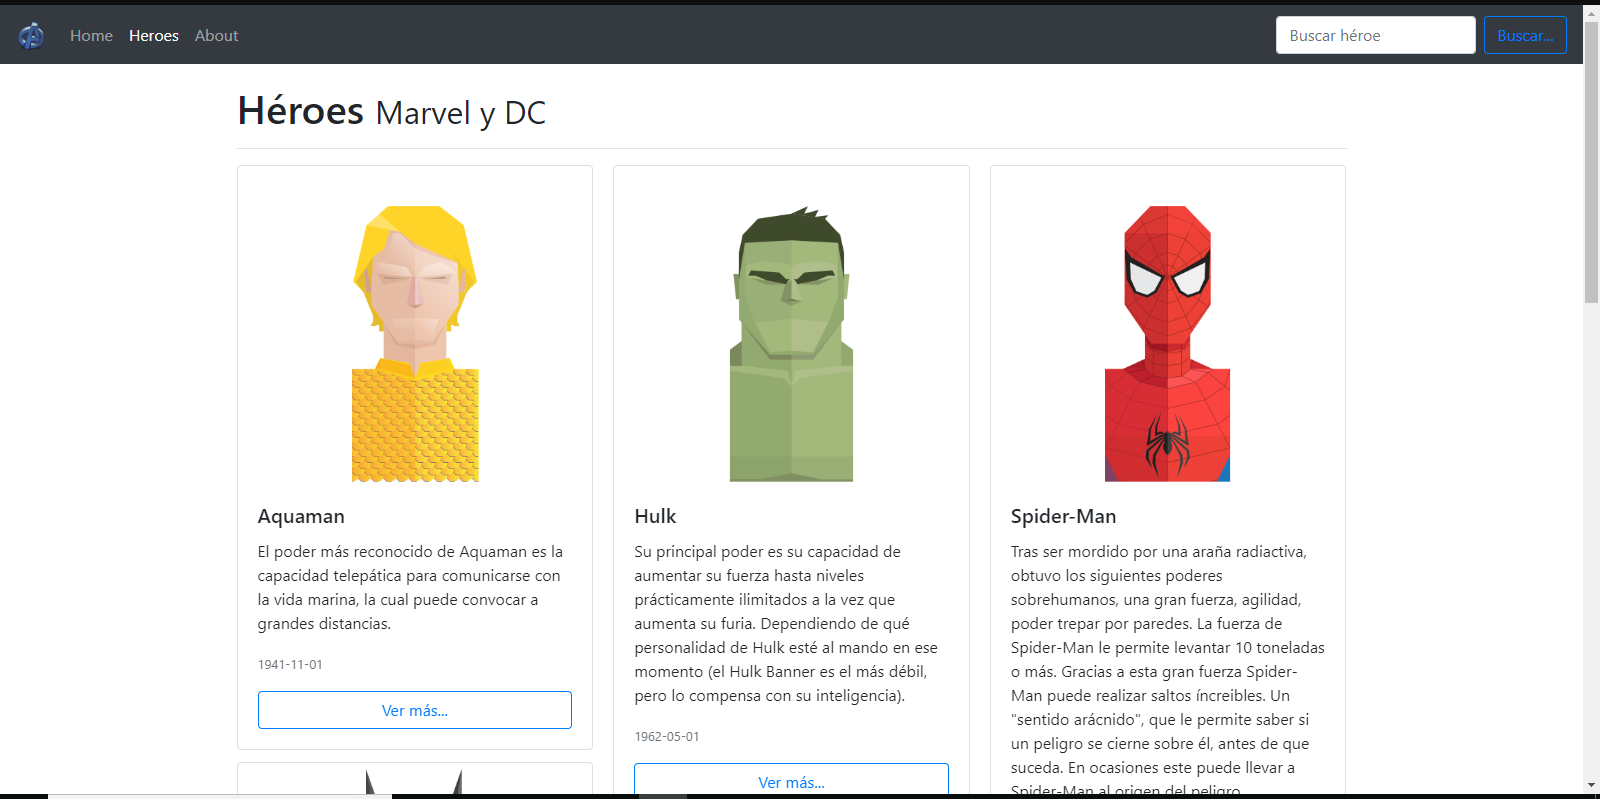 Home Heroes About
Buscar héroe
Buscar...
Héroes Marvel y DC
Aquaman
El poder más reconocido de Aquaman es la
capacidad telepática para comunicarse con
la vida marina, la cual puede convocar a
grandes distancias.
1941-11-01
Ver más...
Hulk
Su principal poder es su capacidad de
aumentar su fuerza hasta niveles
prácticamente ilimitados a la vez que
aumenta su furia. Dependiendo de qué
personalidad de Hulk esté al mando en ese
momento (el Hulk Banner es el más débil,
pero lo compensa con su inteligencia).
1962-05-01
Ver más...
Spider-Man
Tras ser mordido por una araña radiactiva,
obtuvo los siguientes poderes
sobrehumanos, una gran fuerza, agilidad,
poder trepar por paredes. La fuerza de
Spider-Man le permite levantar 10 toneladas
o más. Gracias a esta gran fuerza Spider-
Man puede realizar saltos íncreibles. Un
"sentido arácnido", que le permite saber si
un peligro se cierne sobre él, antes de que
suceda. En ocasiones este puede llevar a
Spider-Man al origen del peligro.